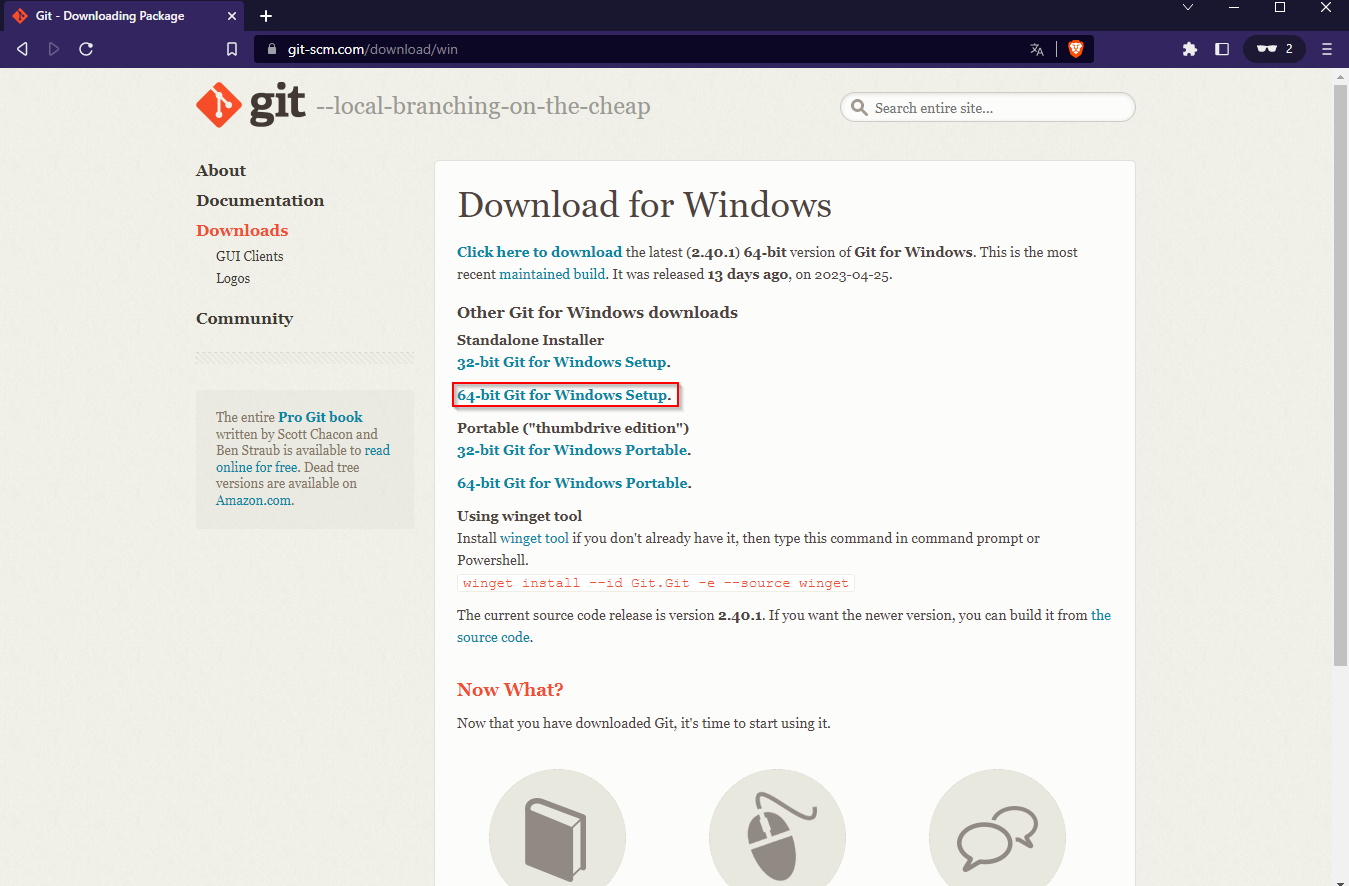 Git - Downloading Package
git-scm.com/download/win
2
git --local-branching-on-the-cheap
Search entire site...
About
Documentation
Downloads
GUI Clients
Logos
Community
The entire Pro Git book
written by Scott Chacon and
Ben Straub is available to read
online for free. Dead tree
versions are available on
Amazon.com.
Download for Windows
Click here to download the latest (2.40.1) 64-bit version of Git for Windows. This is the most
recent maintained build. It was released 13 days ago, on 2023-04-25.
Other Git for Windows downloads
Standalone Installer
32-bit Git for Windows Setup.
64-bit Git for Windows Setup.
Portable ("thumbdrive edition")
32-bit Git for Windows Portable.
64-bit Git for Windows Portable.
Using winget tool
Install winget tool if you don't already have it, then type this command in command prompt or
Powershell.
winget install --id Git.Git -e --source winget
The current source code release is version 2.40.1. If you want the newer version, you can build it from the
source code.
Now What?
Now that you have downloaded Git, it's time to start using it.